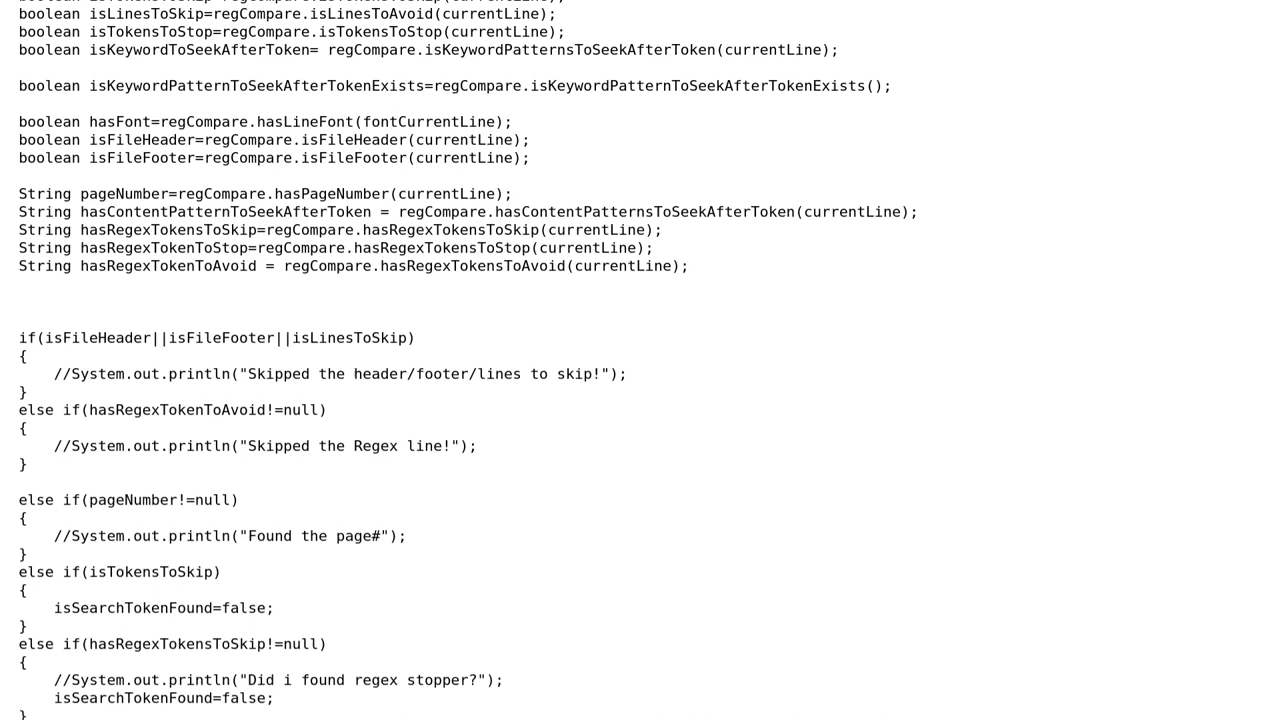 boolean isLinesToSkip=regCompare.isLinesToAvoid(currentLine);
boolean isTokensToStop=regCompare.isTokensToStop(currentLine);
boolean isKeywordToSeekAfterToken= regCompare.isKeywordPatternsToSeekAfterToken(currentLine);
boolean isKeywordPatternToSeekAfterTokenExists=regCompare.isKeywordPatternToSeekAfterTokenExists();
boolean hasFont=regCompare.hasLineFont(fontCurrentLine);
boolean isFileHeader=regCompare.isFileHeader(currentLine);
boolean isFileFooter=regCompare.isFileFooter(currentLine);
String pageNumber=regCompare.hasPageNumber(currentLine);
String hasContentPatternToSeekAfterToken = regCompare.hasContentPatternsToSeekAfterToken(currentLine);
String hasRegexTokensToSkip=regCompare.hasRegexTokensToSkip(currentLine);
String hasRegexTokenToStop=regCompare.hasRegexTokensToStop(currentLine);
String hasRegexTokenToAvoid = regCompare.hasRegexTokensToAvoid(currentLine);
if(isFileHeader||isFileFooter||isLinesToSkip)
{
    //System.out.println("Skipped the header/footer/lines to skip!");
}
else if(hasRegexTokenToAvoid!=null)
{
    //System.out.println("Skipped the Regex line!");
}
else if(pageNumber!=null)
{
    //System.out.println("Found the page#");
}
else if(isTokensToSkip)
{
    isSearchTokenFound=false;
}
else if(hasRegexTokensToSkip!=null)
{
    //System.out.println("Did i found regex stopper?");
    isSearchTokenFound=false;
}